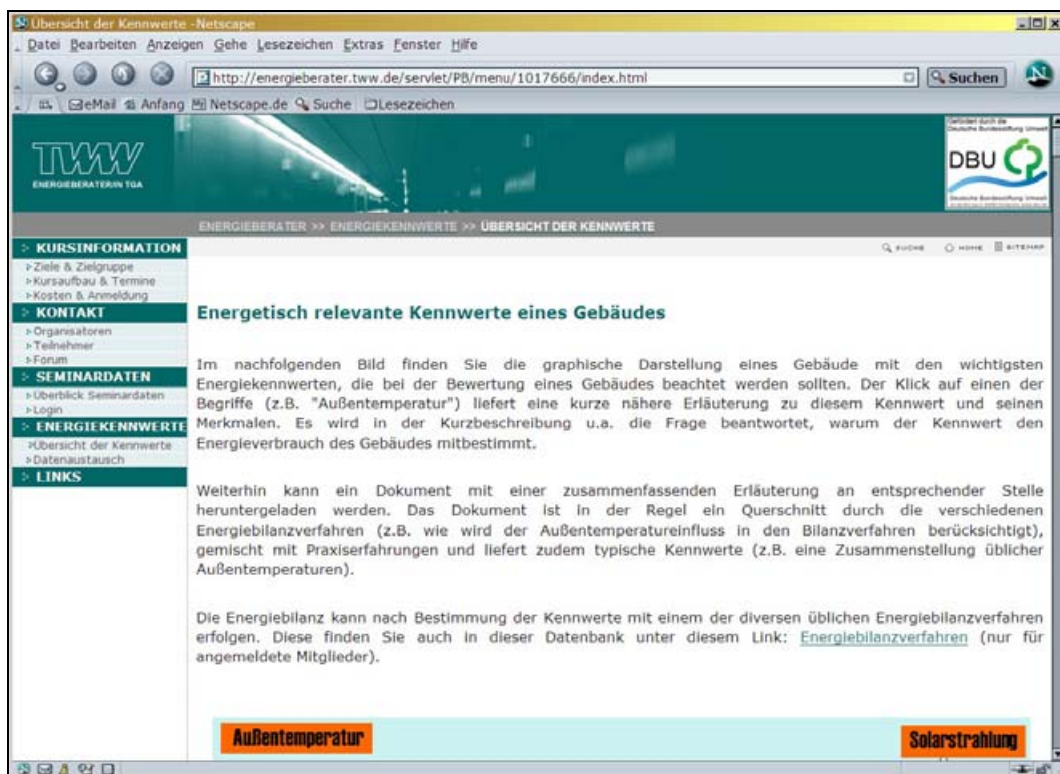 Übersicht der Kennwerte - Netscape
Datei Bearbeiten Anzeigen Gehe Lesezeichen Extras Fenster Hilfe
http://energieberater.tww.de/servlet/PB/menu/1017666/index.html
Suchen
eMail Anfang Netscape.de Suche Lesezeichen
TWW
ENERGIEBERATER/IN TGA
Gefördert durch die
Deutsche Bundesstiftung Umwelt
DBU
ENERGIEBERATER >> ENERGIEKENNWERTE >> ÜBERSICHT DER KENNWERTE
SUCHE HOME SITEMAP
KURSINFORMATION
Ziele & Zielgruppe
Kursaufbau & Termine
Kosten & Anmeldung
KONTAKT
Organisatoren
Teilnehmer
Forum
SEMINARDATEN
Überblick Seminardaten
Login
ENERGIEKENNWERTE
Übersicht der Kennwerte
Datenaustausch
LINKS
Energetisch relevante Kennwerte eines Gebäudes
Im nachfolgenden Bild finden Sie die graphische Darstellung eines Gebäude mit den wichtigsten
Energiekennwerten, die bei der Bewertung eines Gebäudes beachtet werden sollten. Der Klick auf einen der
Begriffe (z.B. "Außentemperatur") liefert eine kurze nähere Erläuterung zu diesem Kennwert und seinen
Merkmalen. Es wird in der Kurzbeschreibung u.a. die Frage beantwortet, warum der Kennwert den
Energieverbrauch des Gebäudes mitbestimmt.
Weiterhin kann ein Dokument mit einer zusammenfassenden Erläuterung an entsprechender Stelle
heruntergeladen werden. Das Dokument ist in der Regel ein Querschnitt durch die verschiedenen
Energiebilanzverfahren (z.B. wie wird der Außentemperatureinfluss in den Bilanzverfahren berücksichtigt),
gemischt mit Praxiserfahrungen und liefert zudem typische Kennwerte (z.B. eine Zusammenstellung üblicher
Außentemperaturen).
Die Energiebilanz kann nach Bestimmung der Kennwerte mit einem der diversen üblichen Energiebilanzverfahren
erfolgen. Diese finden Sie auch in dieser Datenbank unter diesem Link: Energiebilanzverfahren (nur für
angemeldete Mitglieder).
Außentemperatur
Solarstrahlung